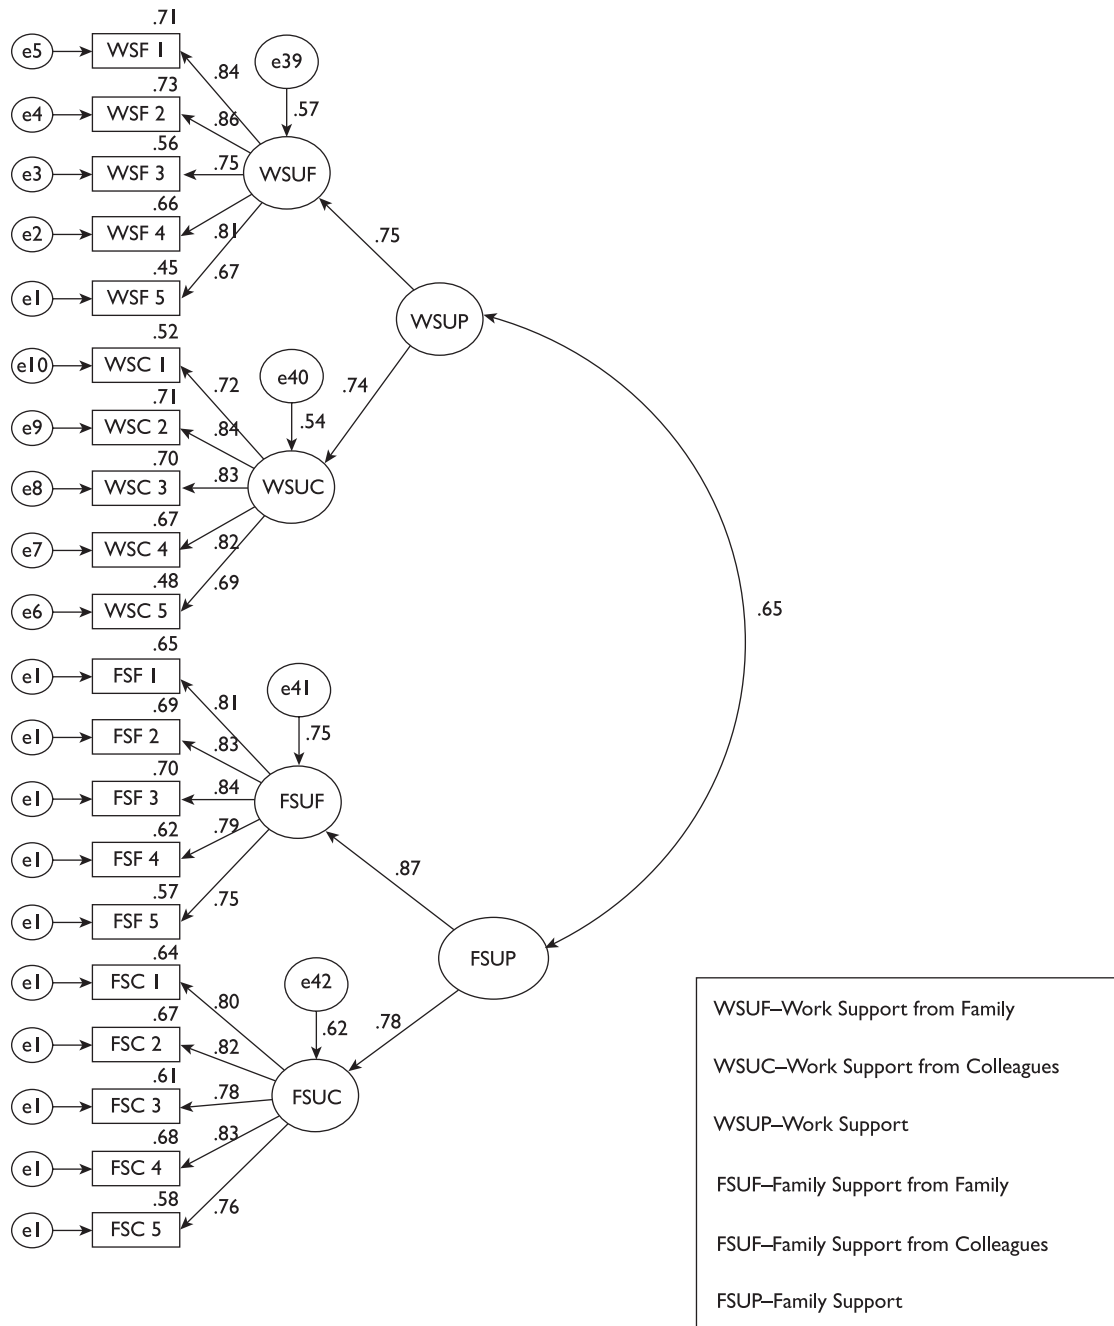 .71
e5 WSF 1
.84
e39
.73
e4 WSF 2
.86
.57
.56
e3 WSF 3
.75
WSUF
.66
e2 WSF 4
.81
.75
.45
.67
e1 WSF 5
WSUP
.52
e10 WSC 1
.72
e40
.74
.71
e9 WSC 2
.84
.54
.70
e8 WSC 3
.83
WSUC
.67
e7 WSC 4
.82
.48
.69
e6 WSC 5
.65
.65
e1 FSF 1
.81
e41
.69
e1 FSF 2
.83
.75
.70
e1 FSF 3
.84
FSUF
.62
e1 FSF 4
.79
.87
.57
.75
e1 FSF 5
FSUP
.64
e1 FSC 1
.80
e42
.67
e1 FSC 2
.82
.62
.78
.61
e1 FSC 3
.78
FSUC
.68
e1 FSC 4
.83
.58
.76
e1 FSC 5
WSUF–Work Support from Family
WSUC–Work Support from Colleagues
WSUP–Work Support
FSUF–Family Support from Family
FSUF–Family Support from Colleagues
FSUP–Family Support